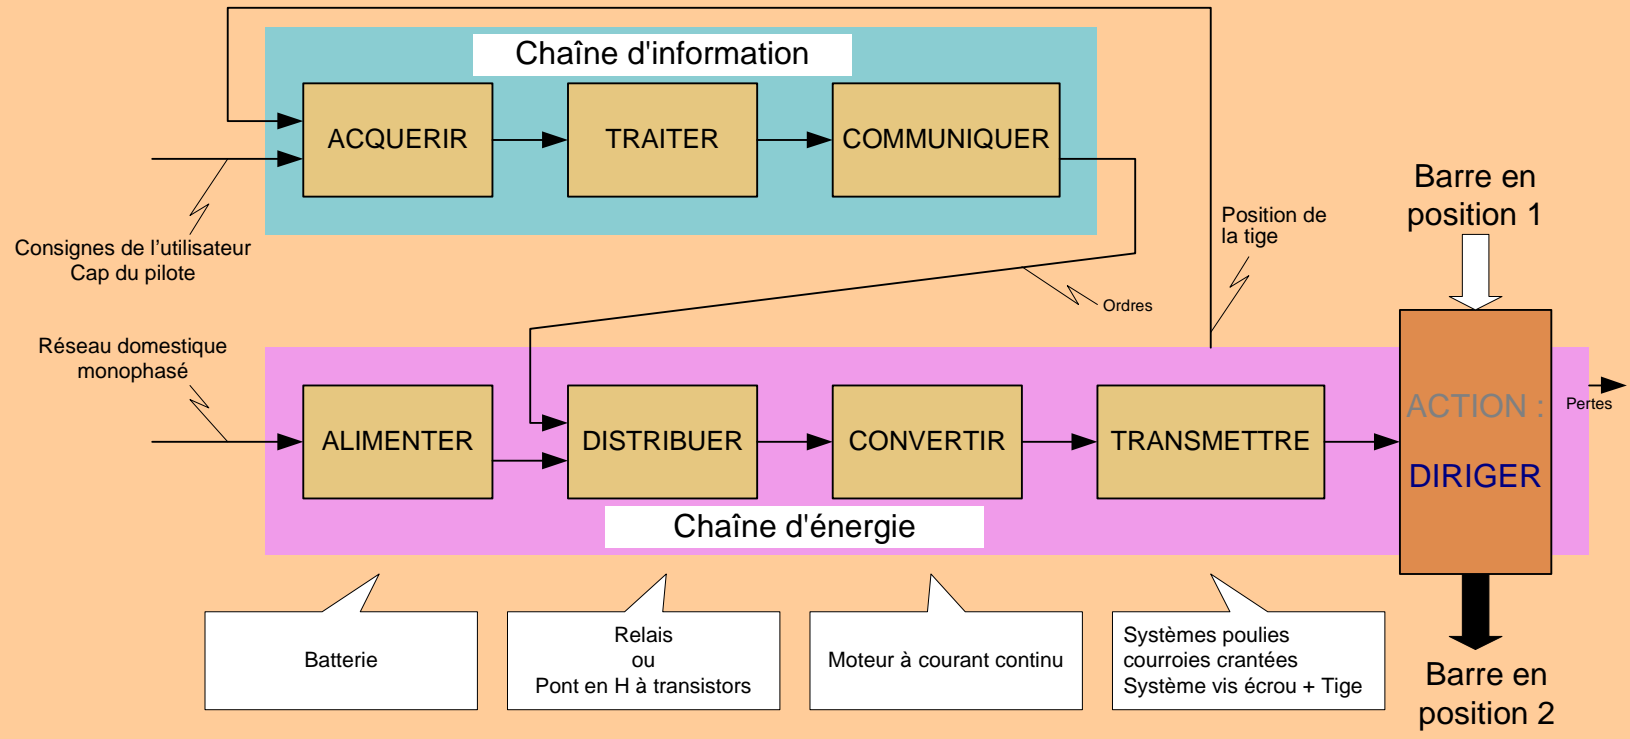 Chaîne d'information
ACQUERIR
TRAITER
COMMUNIQUER
Consignes de l’utilisateur
Cap du pilote
Ordres
Position de
la tige
Barre en
position 1
Réseau domestique
monophasé
ALIMENTER
DISTRIBUER
CONVERTIR
TRANSMETTRE
ACTION :
DIRIGER
Pertes
Chaîne d'énergie
Batterie
Relais
ou
Pont en H à transistors
Moteur à courant continu
Systèmes poulies
courroies crantées
Système vis écrou + Tige
Barre en
position 2